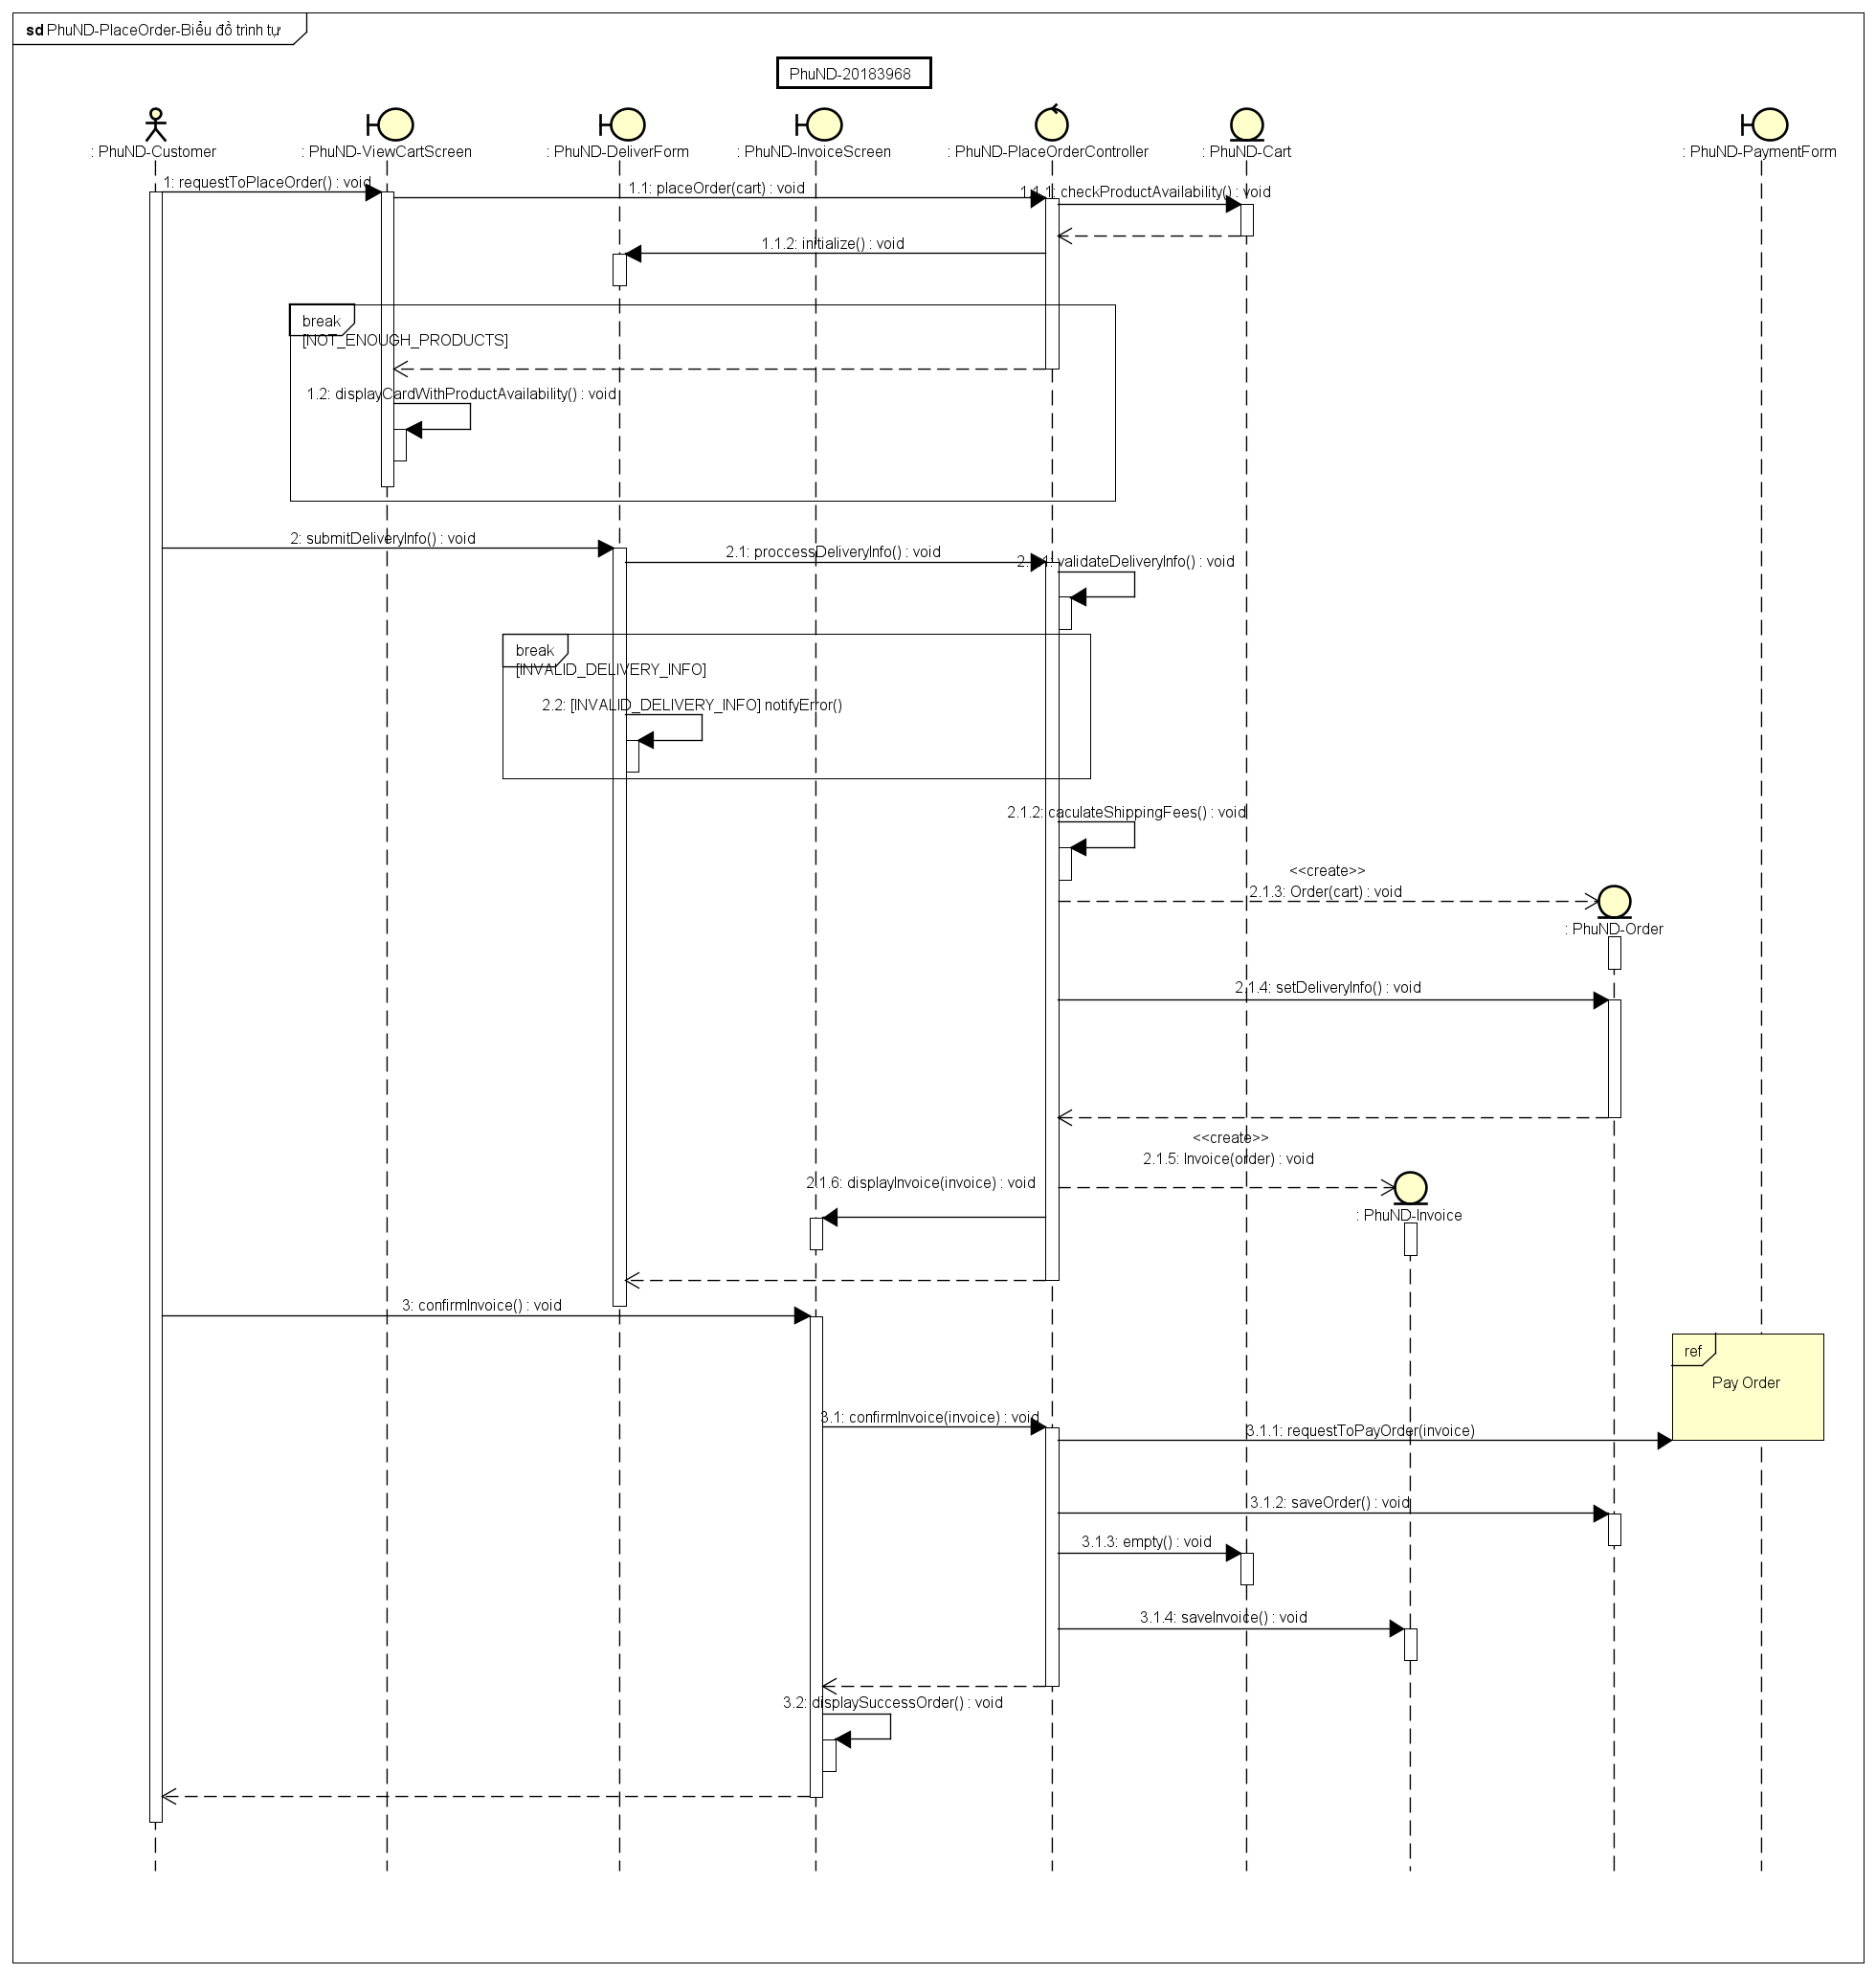 sd PhuND-PlaceOrder-Biểu đồ trình tự
PhuND-20183968
: PhuND-Customer
: PhuND-ViewCartScreen
: PhuND-DeliverForm
: PhuND-InvoiceScreen
: PhuND-PlaceOrderController
: PhuND-Cart
: PhuND-PaymentForm
1: requestToPlaceOrder() : void
1.1: placeOrder(cart) : void
1.1.1: checkProductAvailability() : void
1.1.2: initialize() : void
break
[NOT_ENOUGH_PRODUCTS]
1.2: displayCardWithProductAvailability() : void
2: submitDeliveryInfo() : void
2.1: proccessDeliveryInfo() : void
2.1.1: validateDeliveryInfo() : void
break
[INVALID_DELIVERY_INFO]
2.2: [INVALID_DELIVERY_INFO] notifyError()
2.1.2: caculateShippingFees() : void
<<create>>
2.1.3: Order(cart) : void
: PhuND-Order
2.1.4: setDeliveryInfo() : void
<<create>>
2.1.5: Invoice(order) : void
2.1.6: displayInvoice(invoice) : void
: PhuND-Invoice
3: confirmInvoice() : void
ref
Pay Order
3.1: confirmInvoice(invoice) : void
3.1.1: requestToPayOrder(invoice)
3.1.2: saveOrder() : void
3.1.3: empty() : void
3.1.4: saveInvoice() : void
3.2: displaySuccessOrder() : void